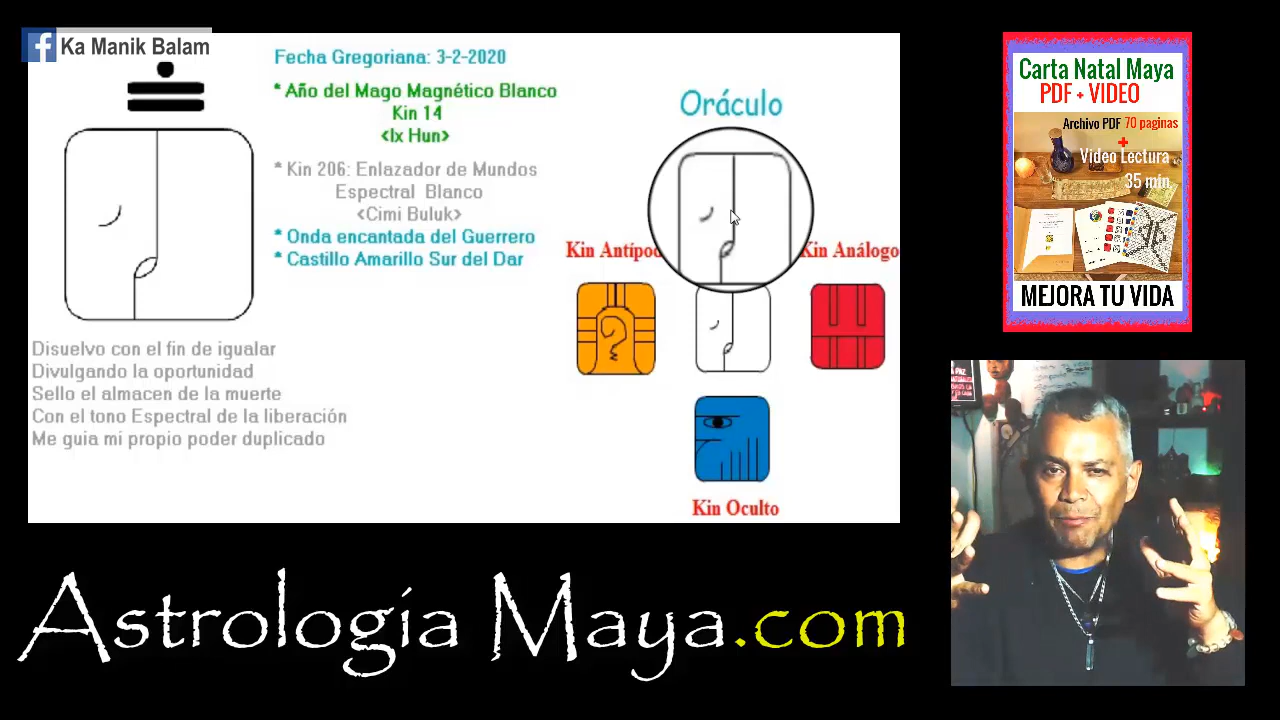 Ka Manik Balam
Fecha Gregoriana: 3-2-2020
* Año del Mago Magnético Blanco
Kin 14
<Ix Hun>
* Kin 206: Enlazador de Mundos
Espectral Blanco
<Cimi Buluk>
* Onda encantada del Guerrero
* Castillo Amarillo Sur del Dar
Disuelvo con el fin de igualar
Divulgando la oportunidad
Sello el almacen de la muerte
Con el tono Espectral de la liberación
Me guia mi propio poder duplicado
Oráculo
Kin Antípod
Kin Análogo
Kin Oculto
Carta Natal Maya
PDF + VIDEO
Archivo PDF 70 paginas
+
Video Lectura
35 min.
MEJORA TU VIDA
Astrología Maya.com